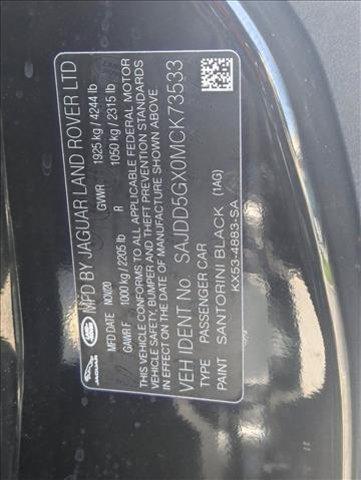 MFD BY JAGUAR LAND ROVER LTD
GVWR 1925 kg / 4244 lb
MFD DATE NOV20
GAWR F 1000 kg / 2205 lb R 1050 kg / 2315 lb
THIS VEHICLE CONFORMS TO ALL APPLICABLE FEDERAL MOTOR
VEHICLE SAFETY, BUMPER AND THEFT PREVENTION STANDARDS
IN EFFECT ON THE DATE OF MANUFACTURE SHOWN ABOVE
VEH IDENT No SAJDD5GX0MCK73533
TYPE PASSENGER CAR
PAINT SANTORINI BLACK (1AG)
KX53-4883-SA
JAGUAR